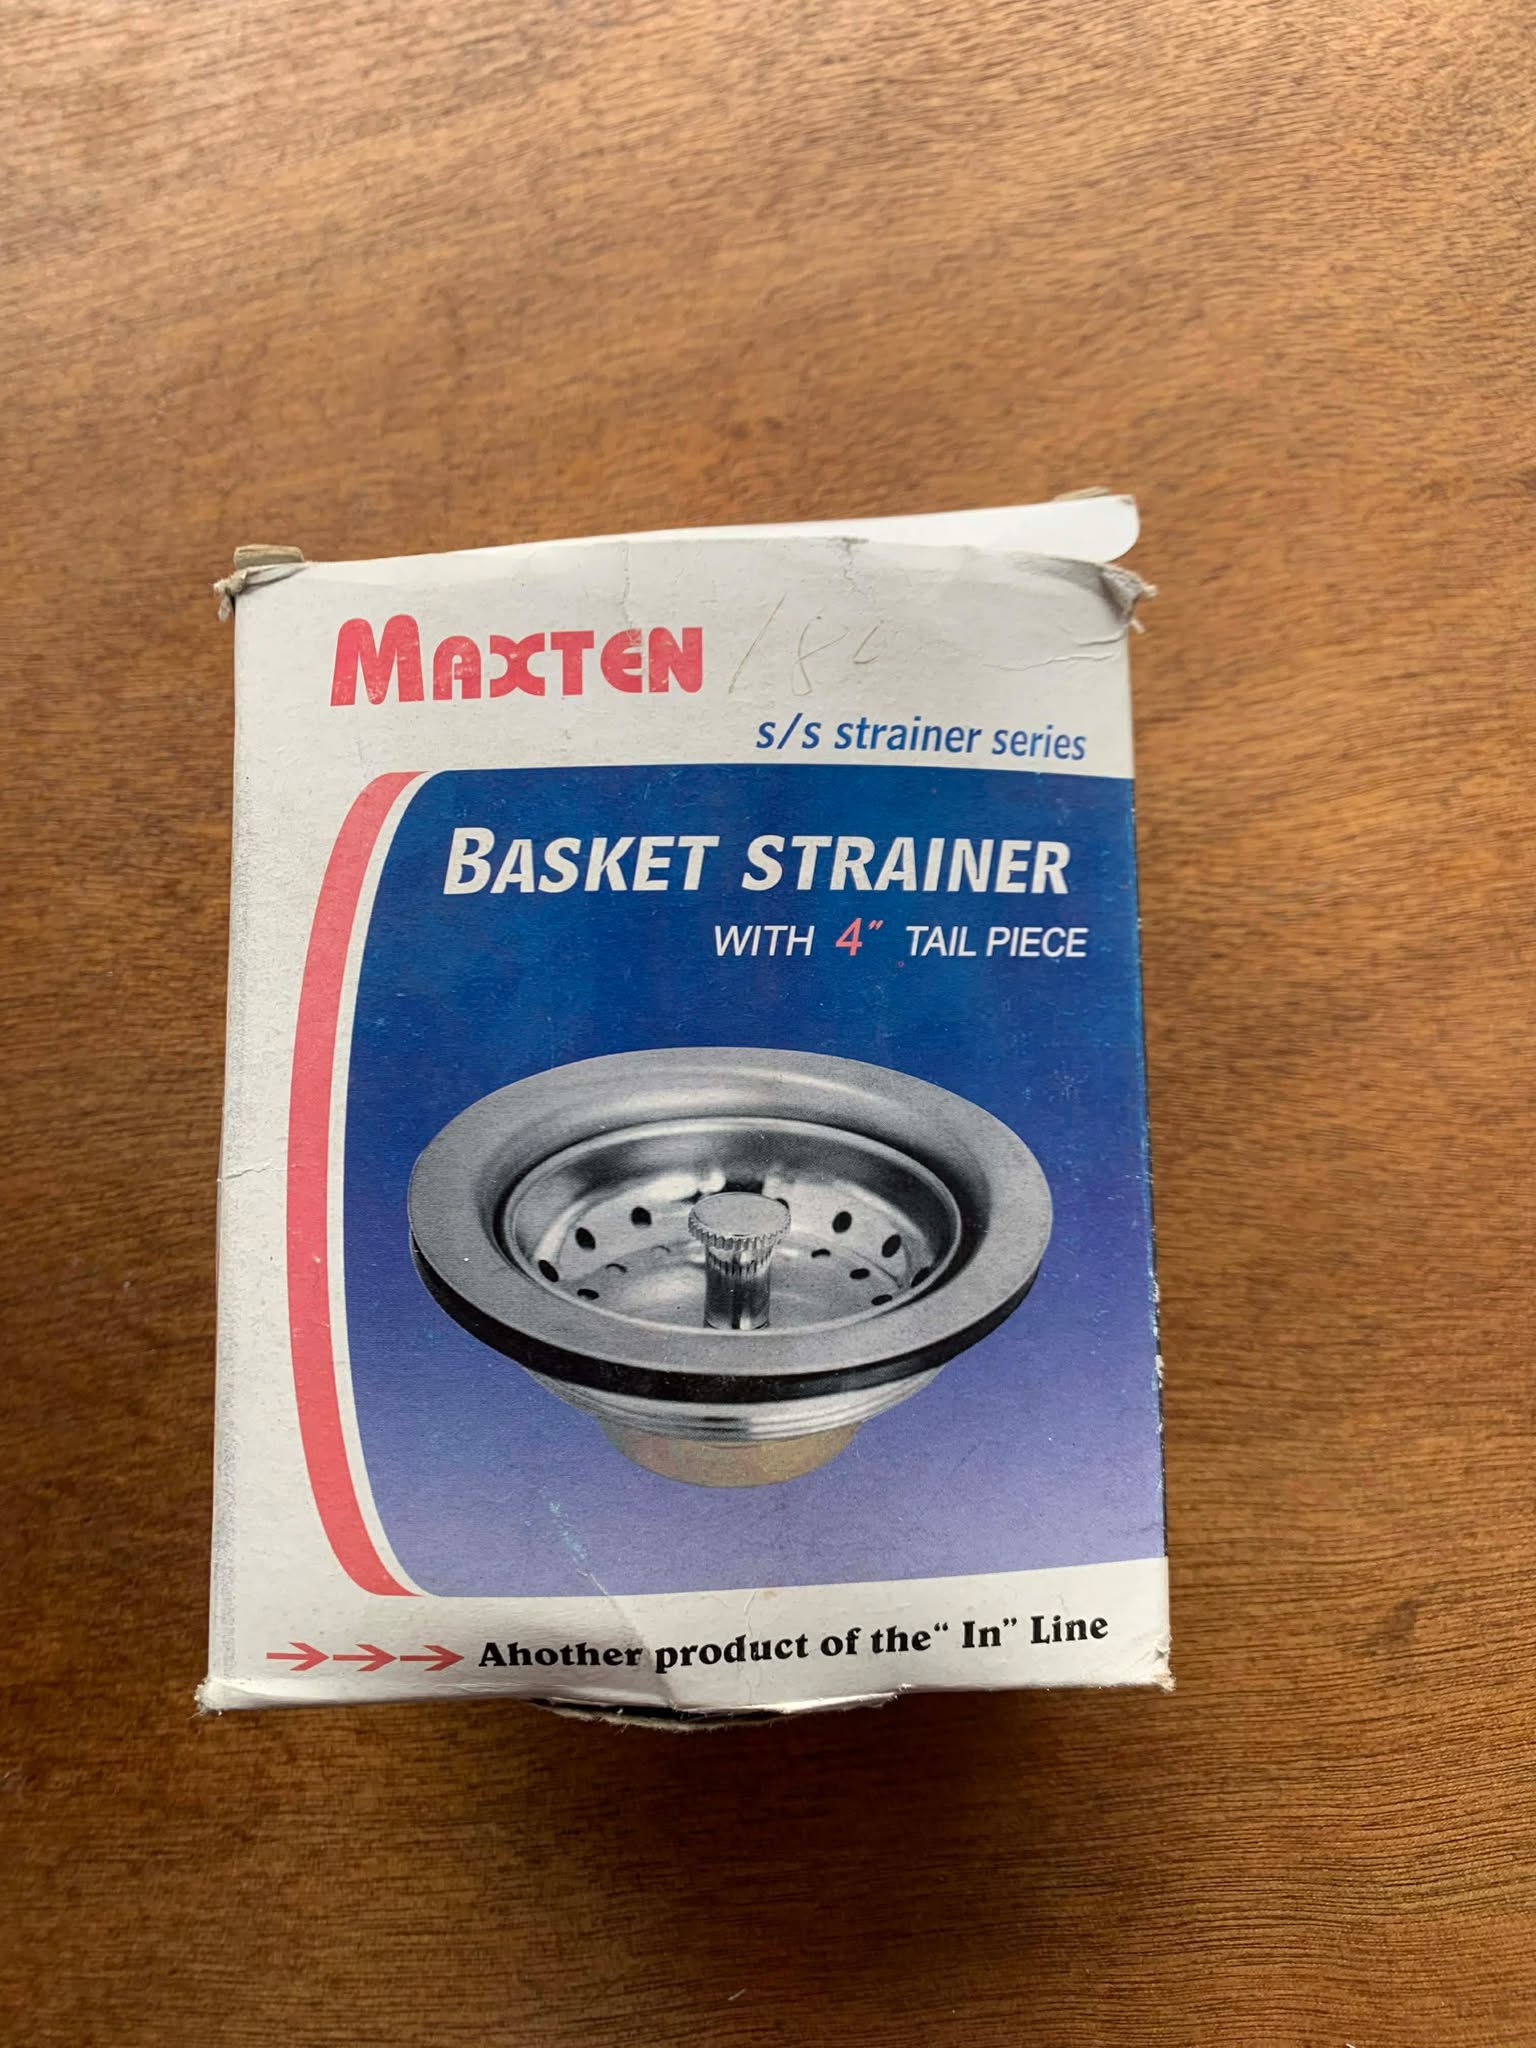 MAXTEN
s/s strainer series
BASKET STRAINER
WITH 4" TAIL PIECE
Ahother product of the“ In” Line